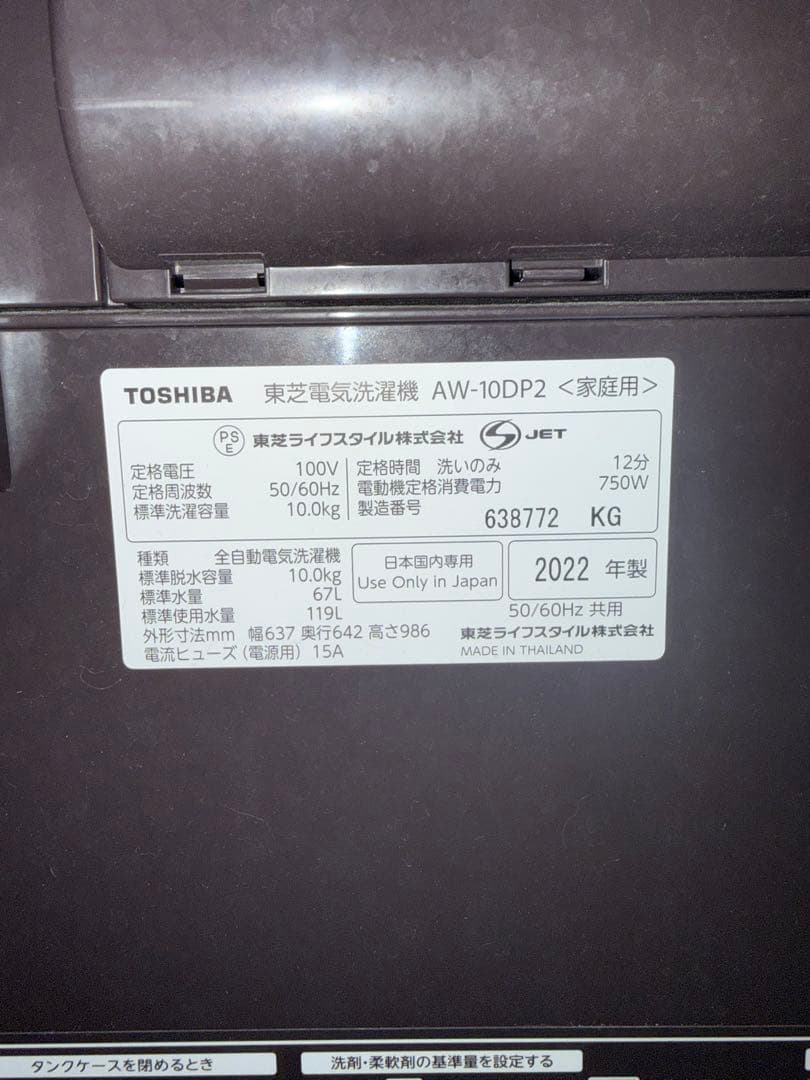 TOSHIBA 東芝電気洗濯機 AW-10DP2 <家庭用>
PS E 東芝ライフスタイル株式会社 S JET
定格電圧 100V
定格周波数 50/60Hz
標準洗濯容量 10.0kg
定格時間 洗いのみ 12分
電動機定格消費電力 750W
製造番号 638772 KG
種類 全自動電気洗濯機
標準脱水容量 10.0kg
標準水量 67L
標準使用水量 119L
外形寸法mm 幅637 奥行642 高さ986
電流ヒューズ(電源用) 15A
日本国内専用
Use Only in Japan
2022 年製
50/60Hz 共用
東芝ライフスタイル株式会社
MADE IN THAILAND
タンクケースを閉めるとき
洗剤・柔軟剤の基準量を設定する